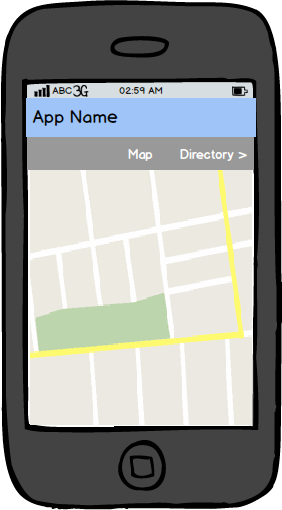 ABC 3G 02:59 AM
App Name
Map Directory >